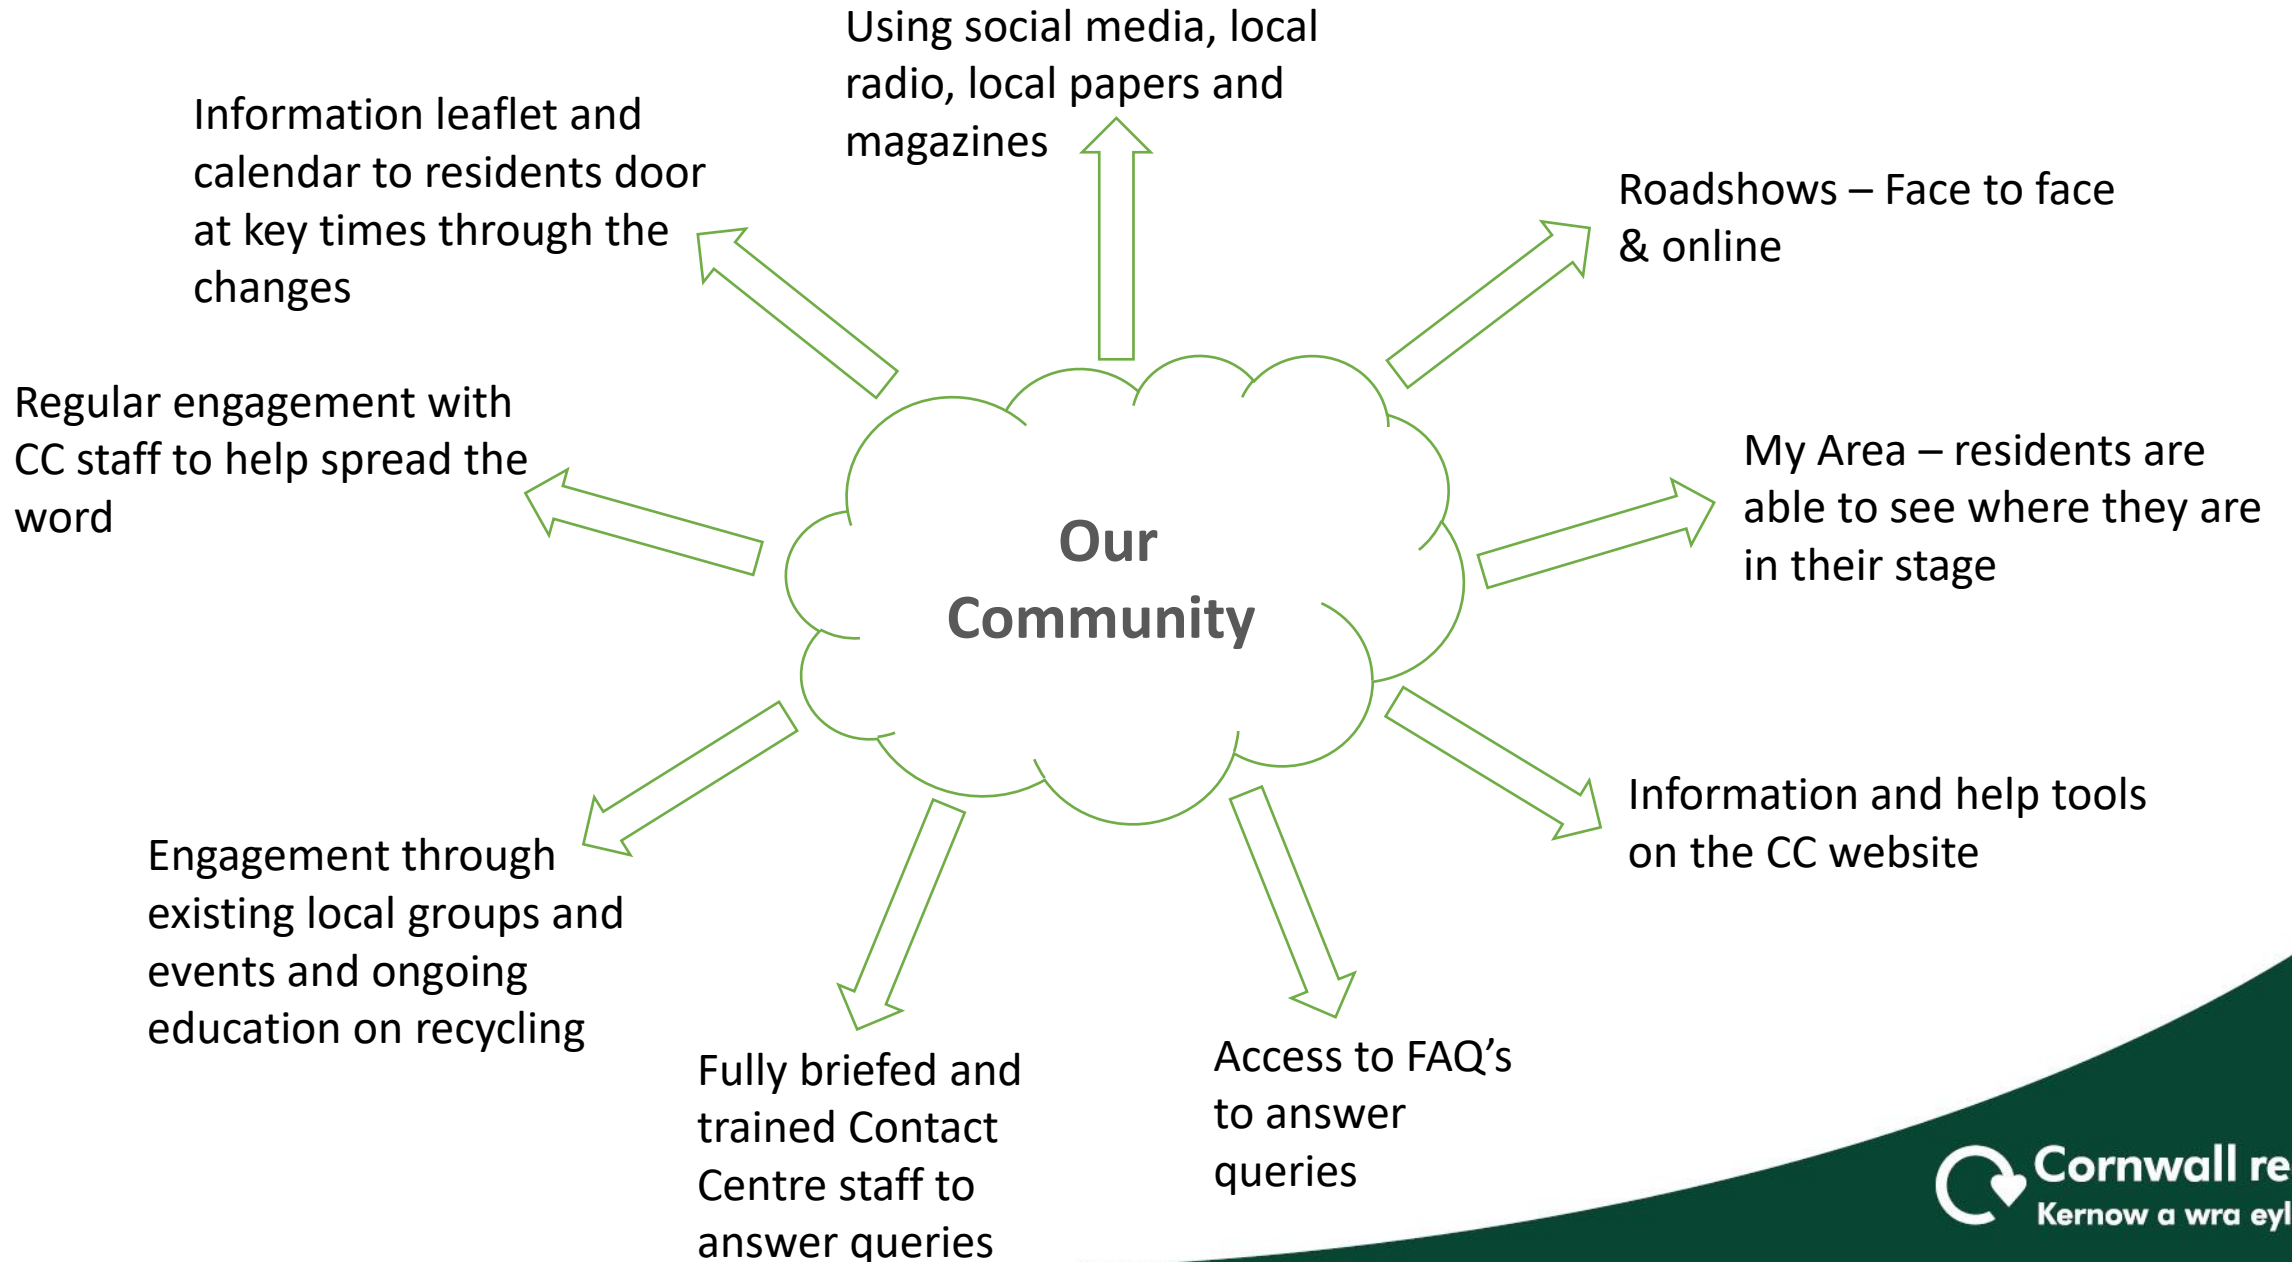 Using social media, local
radio, local papers and
magazines
Information leaflet and
calendar to residents door
at key times through the
changes
Roadshows – Face to face
& online
Regular engagement with
CC staff to help spread the
word
My Area – residents are
able to see where they are
in their stage
Our
Community
Information and help tools
on the CC website
Engagement through
existing local groups and
events and ongoing
education on recycling
Fully briefed and
trained Contact
Centre staff to
answer queries
Access to FAQ’s
to answer
queries
Cornwall re
Kernow a wra eyl